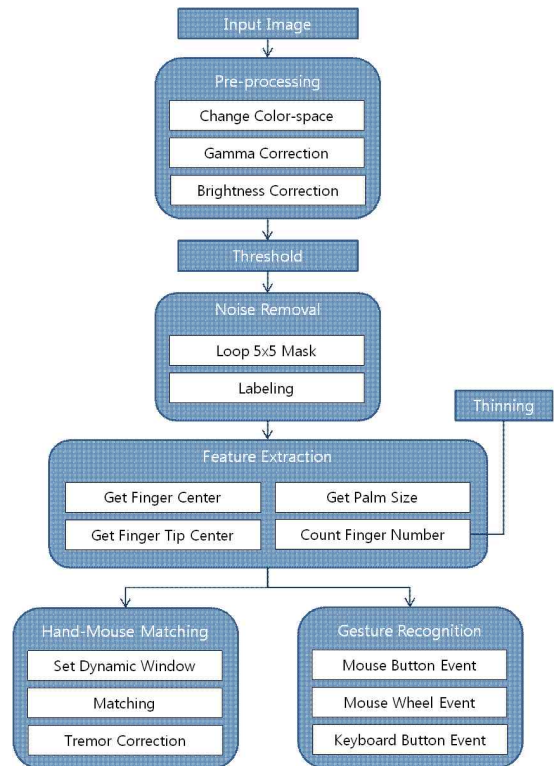 Input Image
Pre-processing
Change Color-space
Gamma Correction
Brightness Correction
Threshold
Noise Removal
Loop 5x5 Mask
Labeling
Thinning
Feature Extraction
Get Finger Center
Get Palm Size
Get Finger Tip Center
Count Finger Number
Hand-Mouse Matching
Set Dynamic Window
Matching
Tremor Correction
Gesture Recognition
Mouse Button Event
Mouse Wheel Event
Keyboard Button Event